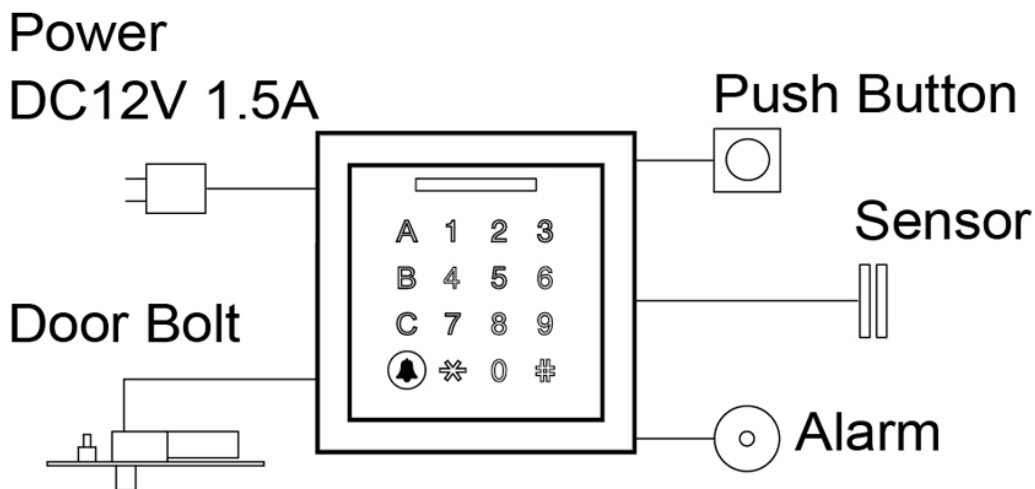 Power
DC12V 1.5A
Push Button
Sensor
A 1 2 3
B 4 5 6
C 7 8 9
* 0 #
Door Bolt
Alarm